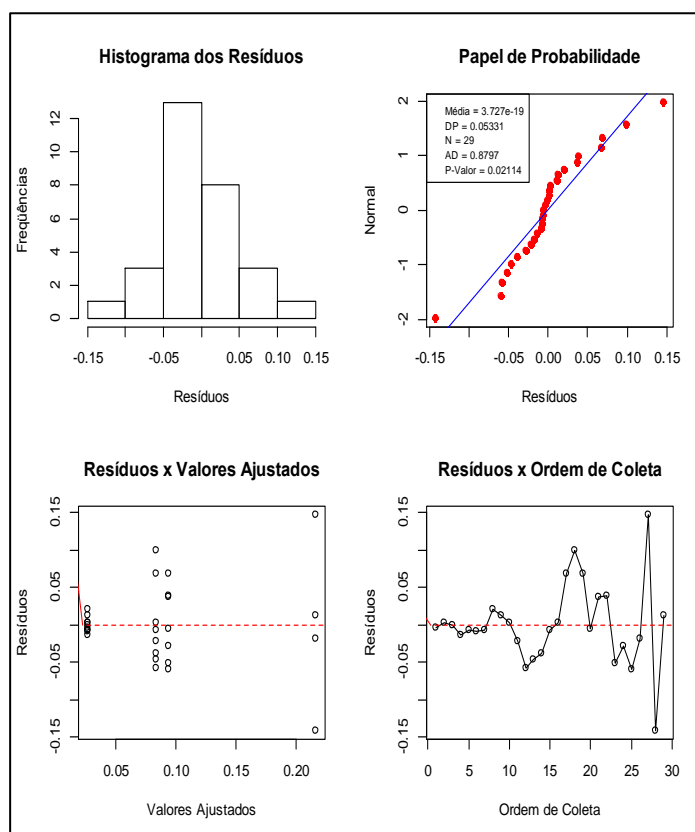 Histograma dos Resíduos
Freqüências
12
10
8
6
4
2
0
-0.15
-0.05
0.05
0.15
Resíduos
Papel de Probabilidade
Média = 3.727e-19
DP = 0.05331
N = 29
AD = 0.8797
P-Valor = 0.02114
Normal
2
1
0
-1
-2
-0.15
-0.05
0.00
0.05
0.10
0.15
Resíduos
Resíduos x Valores Ajustados
Resíduos
0.15
0.05
-0.05
-0.15
0.05
0.10
0.15
0.20
Valores Ajustados
Resíduos x Ordem de Coleta
Resíduos
0.15
0.05
-0.05
-0.15
0
5
10
15
20
25
30
Ordem de Coleta